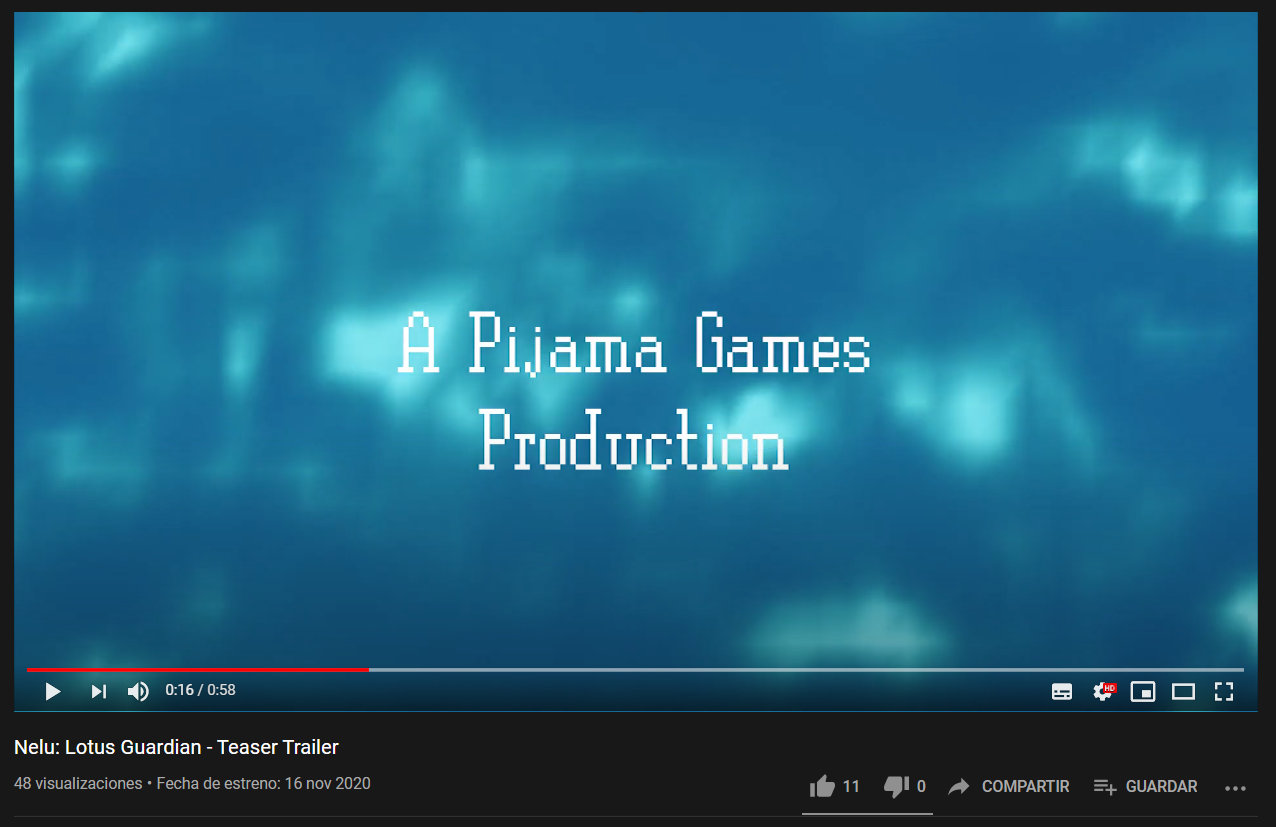 A Pijama Games
Production
0:16 / 0:58
HD
Nelu: Lotus Guardian - Teaser Trailer
48 visualizaciones • Fecha de estreno: 16 nov 2020
11
0
COMPARTIR
GUARDAR